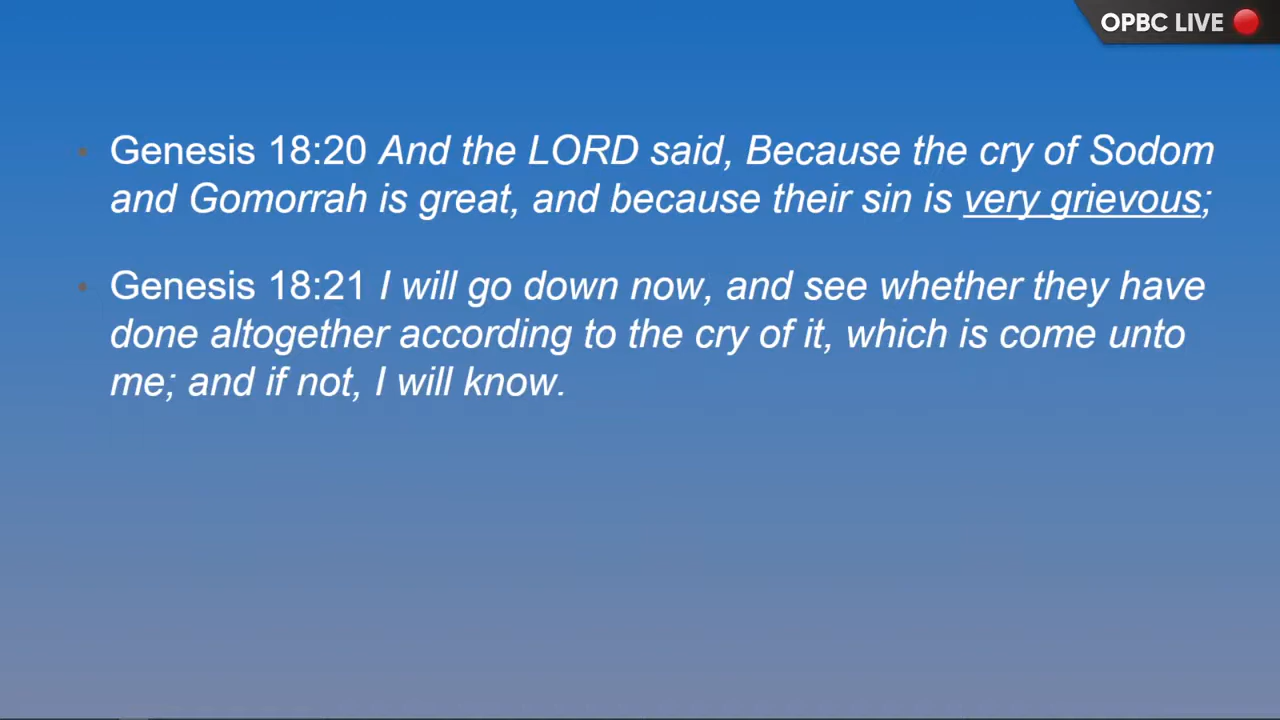 OPBC LIVE
• Genesis 18:20 And the LORD said, Because the cry of Sodom
and Gomorrah is great, and because their sin is very grievous;
• Genesis 18:21 I will go down now, and see whether they have
done altogether according to the cry of it, which is come unto
me; and if not, I will know.